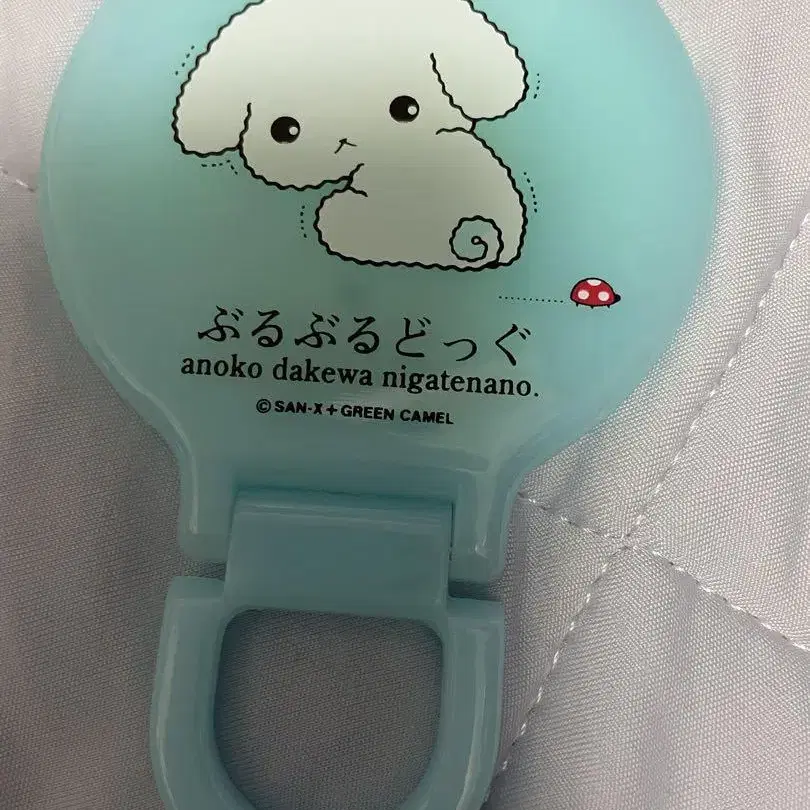 ぶるぶるどっぐ
anoko dakewa nigatenano.
©SAN-X+GREEN CAMEL